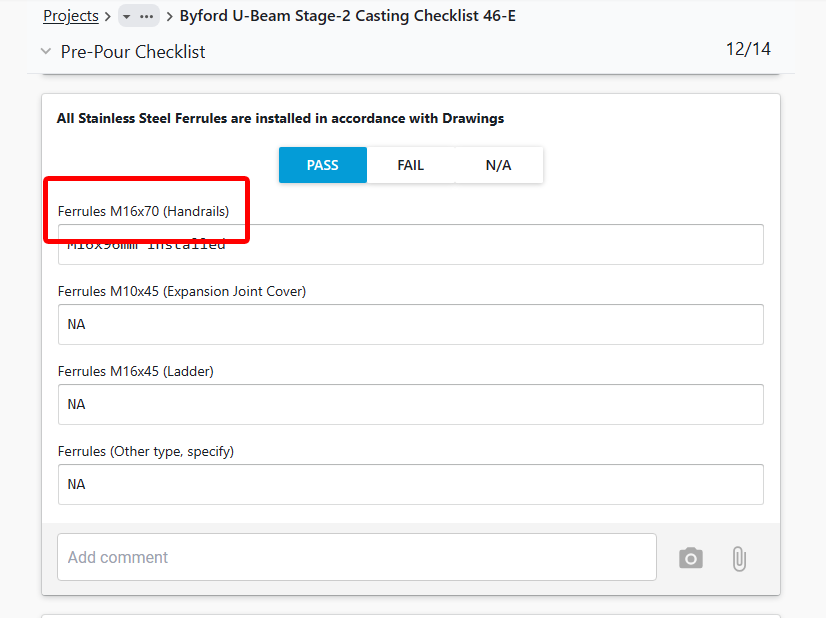 Projects > ... > Byford U-Beam Stage-2 Casting Checklist 46-E
Pre-Pour Checklist 12/14
All Stainless Steel Ferrules are installed in accordance with Drawings
PASS FAIL N/A
Ferrules M16x70 (Handrails)
M16x96mm installed
Ferrules M10x45 (Expansion Joint Cover)
NA
Ferrules M16x45 (Ladder)
NA
Ferrules (Other type, specify)
NA
Add comment